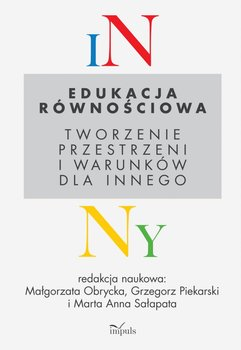 iN
EDUKACJA
RÓWNOŚCIOWA
TWORZENIE
PRZESTRZENI
I WARUNKÓW
DLA INNEGO
NY
redakcja naukowa:
Małgorzata Obrycka, Grzegorz Piekarski
i Marta Anna Sałapata
impuls